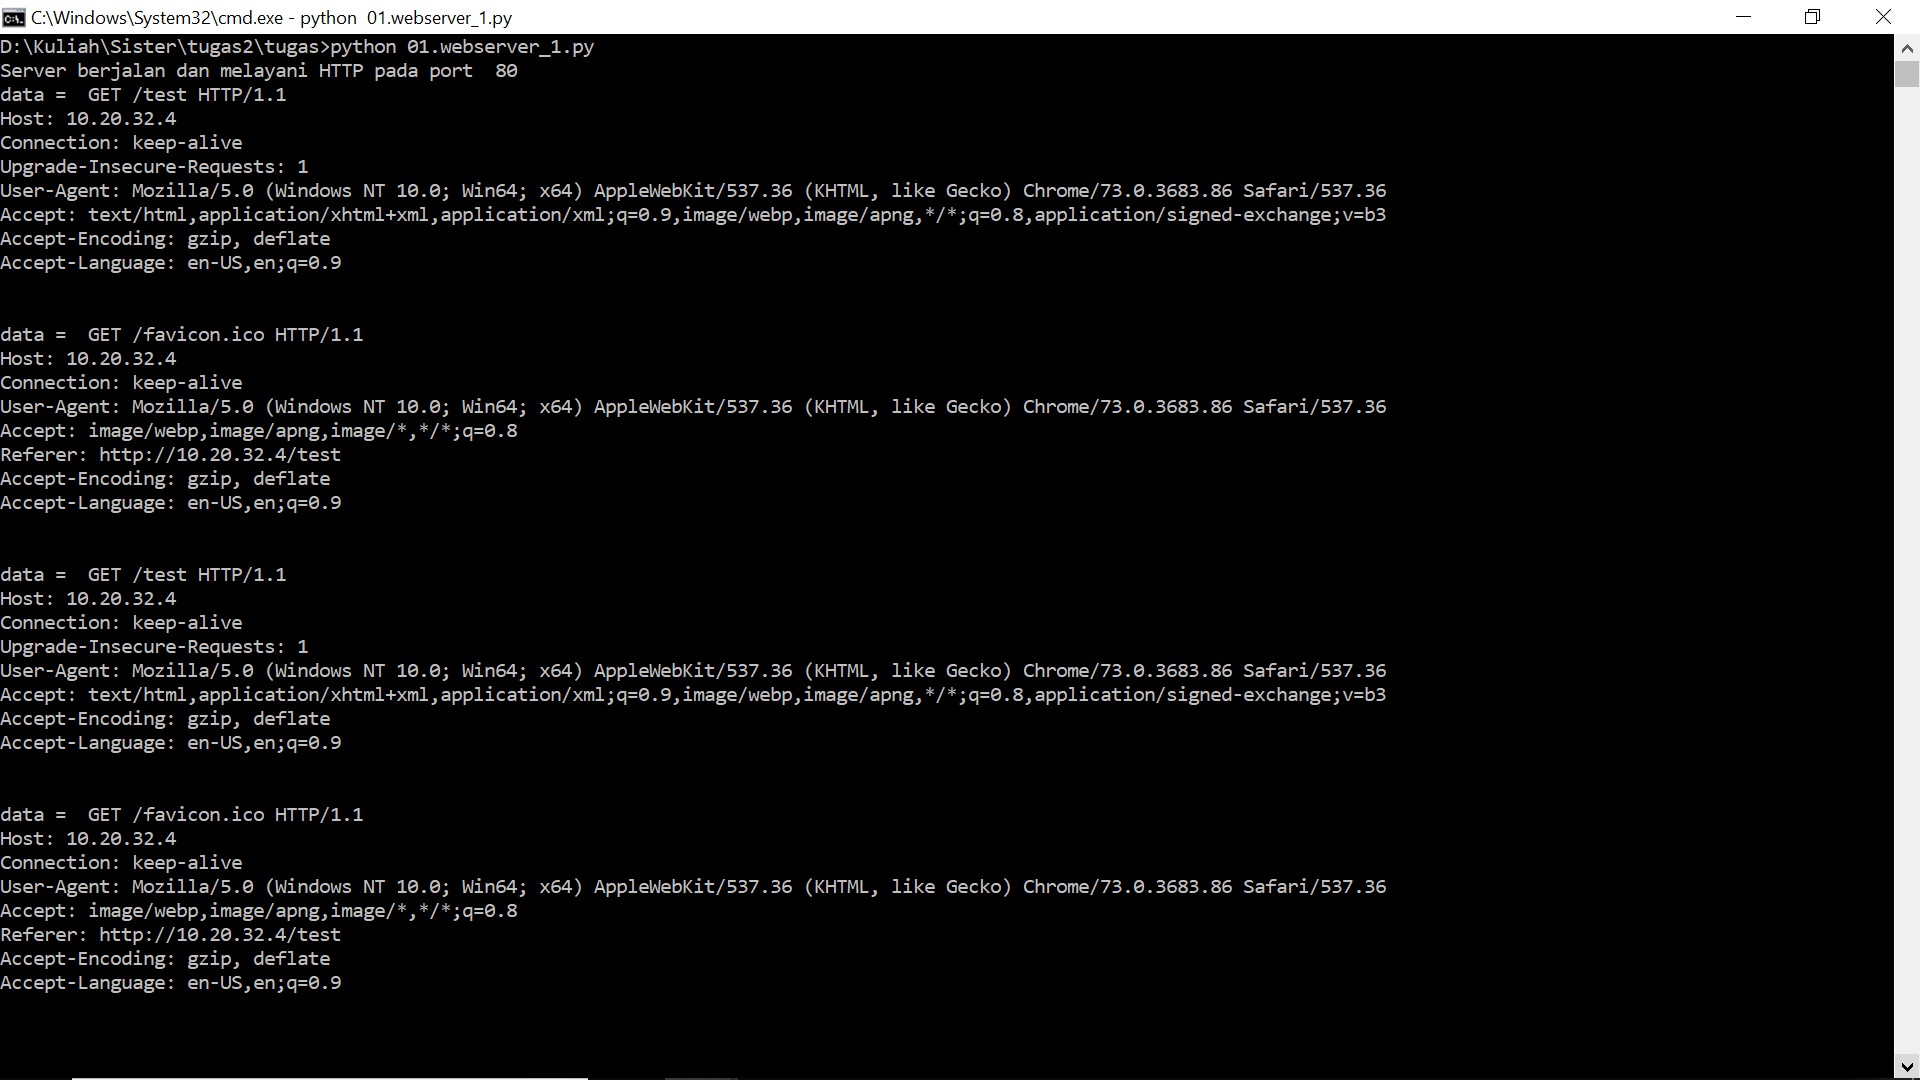 C:\Windows\System32\cmd.exe - python  01.webserver_1.py
D:\Kuliah\Sister\tugas2\tugas>python 01.webserver_1.py
Server berjalan dan melayani HTTP pada port  80
data =  GET /test HTTP/1.1
Host: 10.20.32.4
Connection: keep-alive
Upgrade-Insecure-Requests: 1
User-Agent: Mozilla/5.0 (Windows NT 10.0; Win64; x64) AppleWebKit/537.36 (KHTML, like Gecko) Chrome/73.0.3683.86 Safari/537.36
Accept: text/html,application/xhtml+xml,application/xml;q=0.9,image/webp,image/apng,*/*;q=0.8,application/signed-exchange;v=b3
Accept-Encoding: gzip, deflate
Accept-Language: en-US,en;q=0.9
data =  GET /favicon.ico HTTP/1.1
Host: 10.20.32.4
Connection: keep-alive
User-Agent: Mozilla/5.0 (Windows NT 10.0; Win64; x64) AppleWebKit/537.36 (KHTML, like Gecko) Chrome/73.0.3683.86 Safari/537.36
Accept: image/webp,image/apng,image/*,*/*;q=0.8
Referer: http://10.20.32.4/test
Accept-Encoding: gzip, deflate
Accept-Language: en-US,en;q=0.9
data =  GET /test HTTP/1.1
Host: 10.20.32.4
Connection: keep-alive
Upgrade-Insecure-Requests: 1
User-Agent: Mozilla/5.0 (Windows NT 10.0; Win64; x64) AppleWebKit/537.36 (KHTML, like Gecko) Chrome/73.0.3683.86 Safari/537.36
Accept: text/html,application/xhtml+xml,application/xml;q=0.9,image/webp,image/apng,*/*;q=0.8,application/signed-exchange;v=b3
Accept-Encoding: gzip, deflate
Accept-Language: en-US,en;q=0.9
data =  GET /favicon.ico HTTP/1.1
Host: 10.20.32.4
Connection: keep-alive
User-Agent: Mozilla/5.0 (Windows NT 10.0; Win64; x64) AppleWebKit/537.36 (KHTML, like Gecko) Chrome/73.0.3683.86 Safari/537.36
Accept: image/webp,image/apng,image/*,*/*;q=0.8
Referer: http://10.20.32.4/test
Accept-Encoding: gzip, deflate
Accept-Language: en-US,en;q=0.9